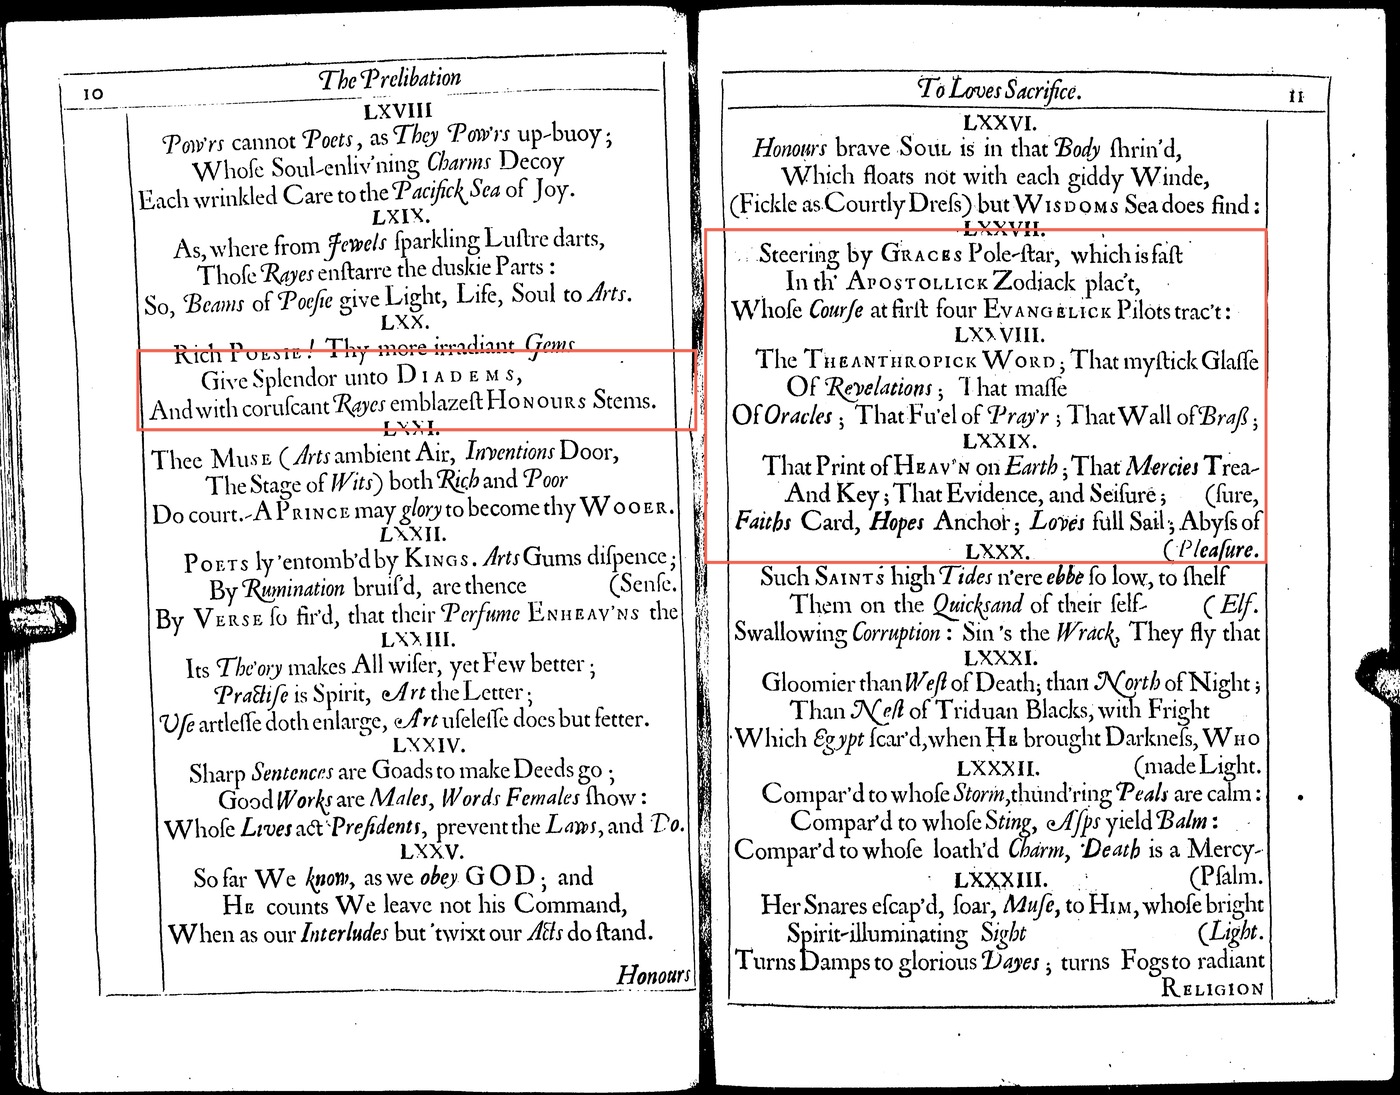 10
The Prelibation
LXVIII
Pow'rs cannot Poets, as They Pow'rs up-buoy;
Whoſe Soul-enliv'ning Charms Decoy
Each wrinkled Care to the Pacifick Sea of Joy.
LXIX.
As, where from Jewels ſparkling Luſtre darts,
Thoſe Rayes enſtarre the duskie Parts:
So, Beams of Poeſie give Light, Life, Soul to Arts.
LXX.
Rich POESIE! Thy more irradiant Gems
Give Splendor unto DIADEMS,
And with coruſcant Rayes emblazeſt HONOURS Stems.
LXXI.
Thee MUSE (Arts ambient Air, Inventions Door,
The Stage of Wits) both Rich and Poor
Do court. A PRINCE may glory to become thy WOOER.
LXXII.
POETS ly 'entomb'd by KINGS. Arts Gums diſpence;
By Rumination bruiſ'd, are thence (Senſe.
By VERSE ſo fir'd, that their Perfume ENHEAV'NS the
LXXIII.
Its The'ory makes All wiſer, yet Few better;
Practiſe is Spirit, Art the Letter;
Uſe artleſſe doth enlarge, Art uſeleſſe does but fetter.
LXXIV.
Sharp Sentences are Goads to make Deeds go;
Good Works are Males, Words Females ſhow:
Whoſe Lives act Preſidents, prevent the Laws, and Do.
LXXV.
So far We know, as we obey GOD; and
HE counts We leave not his Command,
When as our Interludes but 'twixt our Acts do ſtand.
Honours
To Loves Sacrifice.
11
LXXVI.
Honours brave SOUL is in that Body ſhrin'd,
Which floats not with each giddy Winde,
(Fickle as Courtly Dreſs) but WISDOMS Sea does find:
LXXVII.
Steering by GRACES Pole-ſtar, which is faſt
In th' APOSTOLLICK Zodiack plac't,
Whoſe Courſe at firſt four EVANGELICK Pilots trac't:
LXXVIII.
The THEANTHROPICK WORD; That myſtick Glaſſe
Of Revelations; That maſſe
Of Oracles; That Fu'el of Pray'r; That Wall of Braß;
LXXIX.
That Print of HEAV'N on Earth; That Mercies Trea-
And Key; That Evidence, and Seiſure; (ſure,
Faiths Card, Hopes Anchor; Loves full Sail; Abyſs of
LXXX. (Pleaſure.
Such SAINTS high Tides n'ere ebbe ſo low, to ſhelf
Them on the Quickſand of their ſelf- (Elf.
Swallowing Corruption: Sin 's the Wrack, They fly that
LXXXI.
Gloomier than Weſt of Death; than North of Night;
Than Neſt of Triduan Blacks, with Fright
Which Egypt ſcar'd, when HE brought Darkneſs, WHO
LXXXII. (made Light.
Compar'd to whoſe Storm, thund'ring Peals are calm:
Compar'd to whoſe Sting, Aſps yield Balm:
Compar'd to whoſe loath'd Charm, Death is a Mercy-
LXXXIII. (Pſalm.
Her Snares eſcap'd, ſoar, Muſe, to HIM, whoſe bright
Spirit-illuminating Sight (Light.
Turns Damps to glorious Dayes; turns Fogs to radiant
RELIGION